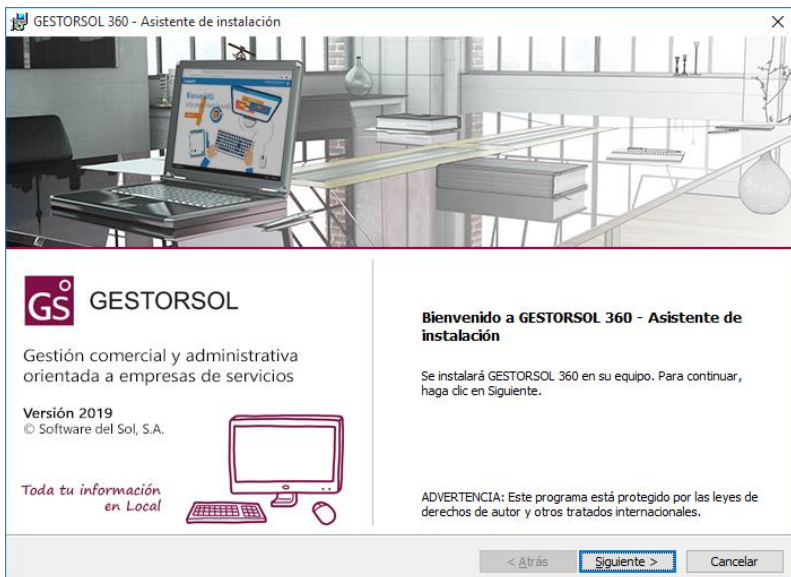 GESTORSOL 360 - Asistente de instalación
GS
GESTORSOL
Gestión comercial y administrativa
orientada a empresas de servicios
Versión 2019
© Software del Sol, S.A.
Toda tu información
en Local
Bienvenido a GESTORSOL 360 - Asistente de
instalación
Se instalará GESTORSOL 360 en su equipo. Para continuar,
haga clic en Siguiente.
ADVERTENCIA: Este programa está protegido por las leyes de
derechos de autor y otros tratados internacionales.
< Atrás
Siguiente >
Cancelar